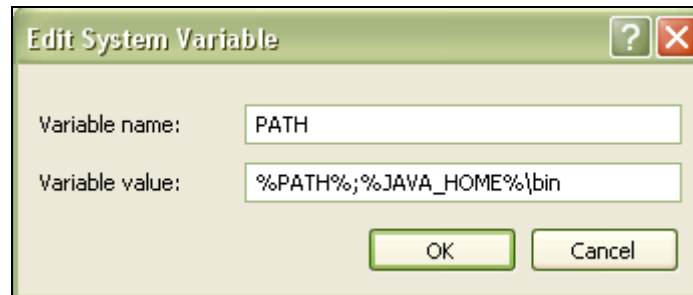 Edit System Variable
Variable name: PATH
Variable value: %PATH%;%JAVA_HOME%\bin
OK Cancel